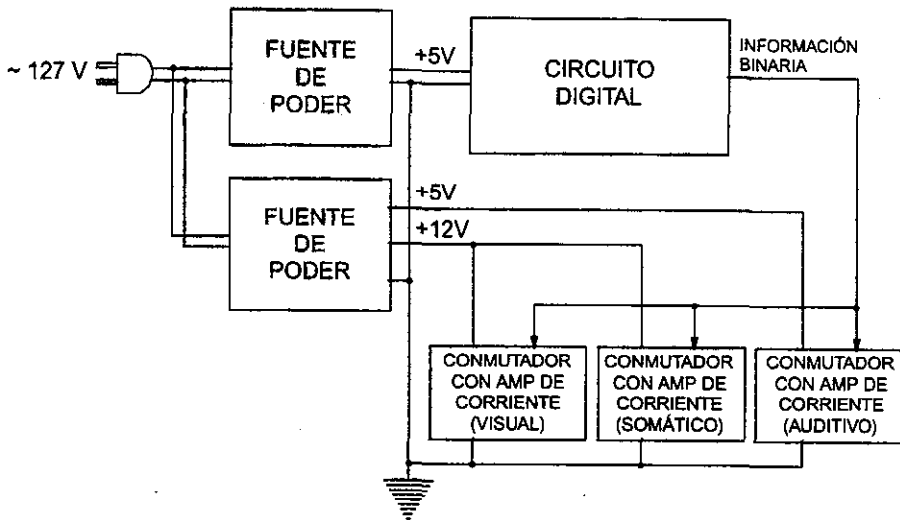 ~ 127 V
FUENTE
DE
PODER
+5V
CIRCUITO
DIGITAL
INFORMACIÓN
BINARIA
FUENTE
DE
PODER
+5V
+12V
CONMUTADOR
CON AMP DE
CORRIENTE
(VISUAL)
CONMUTADOR
CON AMP DE
CORRIENTE
(SOMÁTICO)
CONMUTADOR
CON AMP DE
CORRIENTE
(AUDITIVO)